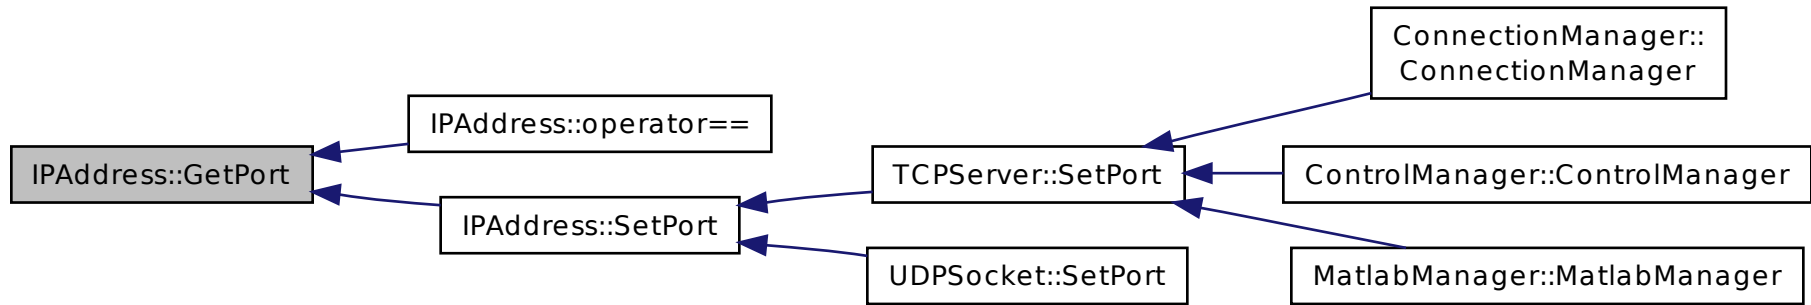 IPAddress::GetPort
IPAddress::operator==
IPAddress::SetPort
TCPServer::SetPort
UDPSocket::SetPort
ConnectionManager::
ConnectionManager
ControlManager::ControlManager
MatlabManager::MatlabManager